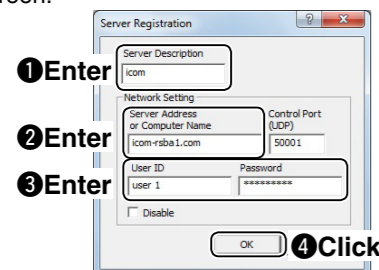 reen.
Server Registration
Server Description
❶Enter
icom
Network Setting
Server Address
or Computer Name
Control Port
(UDP)
❷Enter
icom-rsba1.com
50001
User ID
Password
❸Enter
user 1
*********
Disable
OK
❹Click